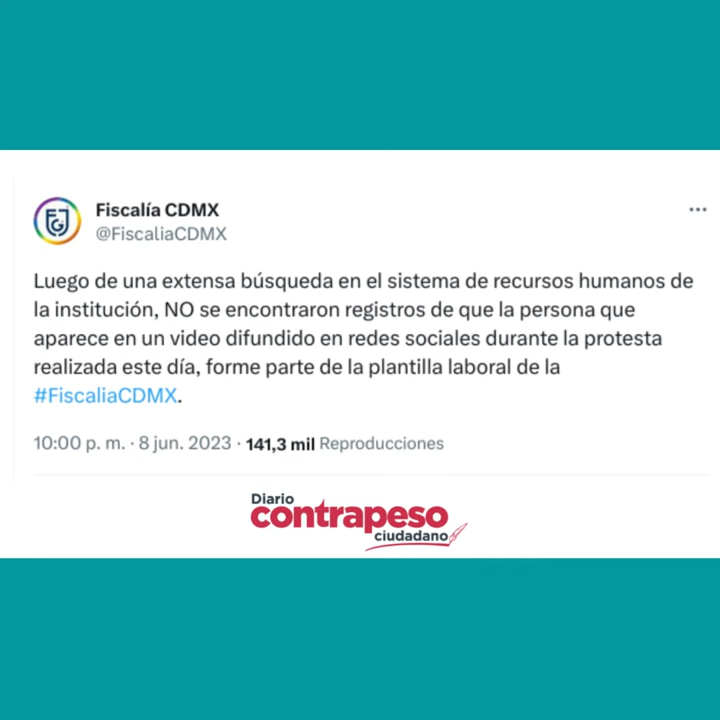 Fiscalía CDMX
@FiscaliaCDMX
Luego de una extensa búsqueda en el sistema de recursos humanos de
la institución, NO se encontraron registros de que la persona que
aparece en un video difundido en redes sociales durante la protesta
realizada este día, forme parte de la plantilla laboral de la
#FiscaliaCDMX.
10:00 p. m. · 8 jun. 2023 · 141,3 mil Reproducciones
Diario
contrapeso
ciudadano